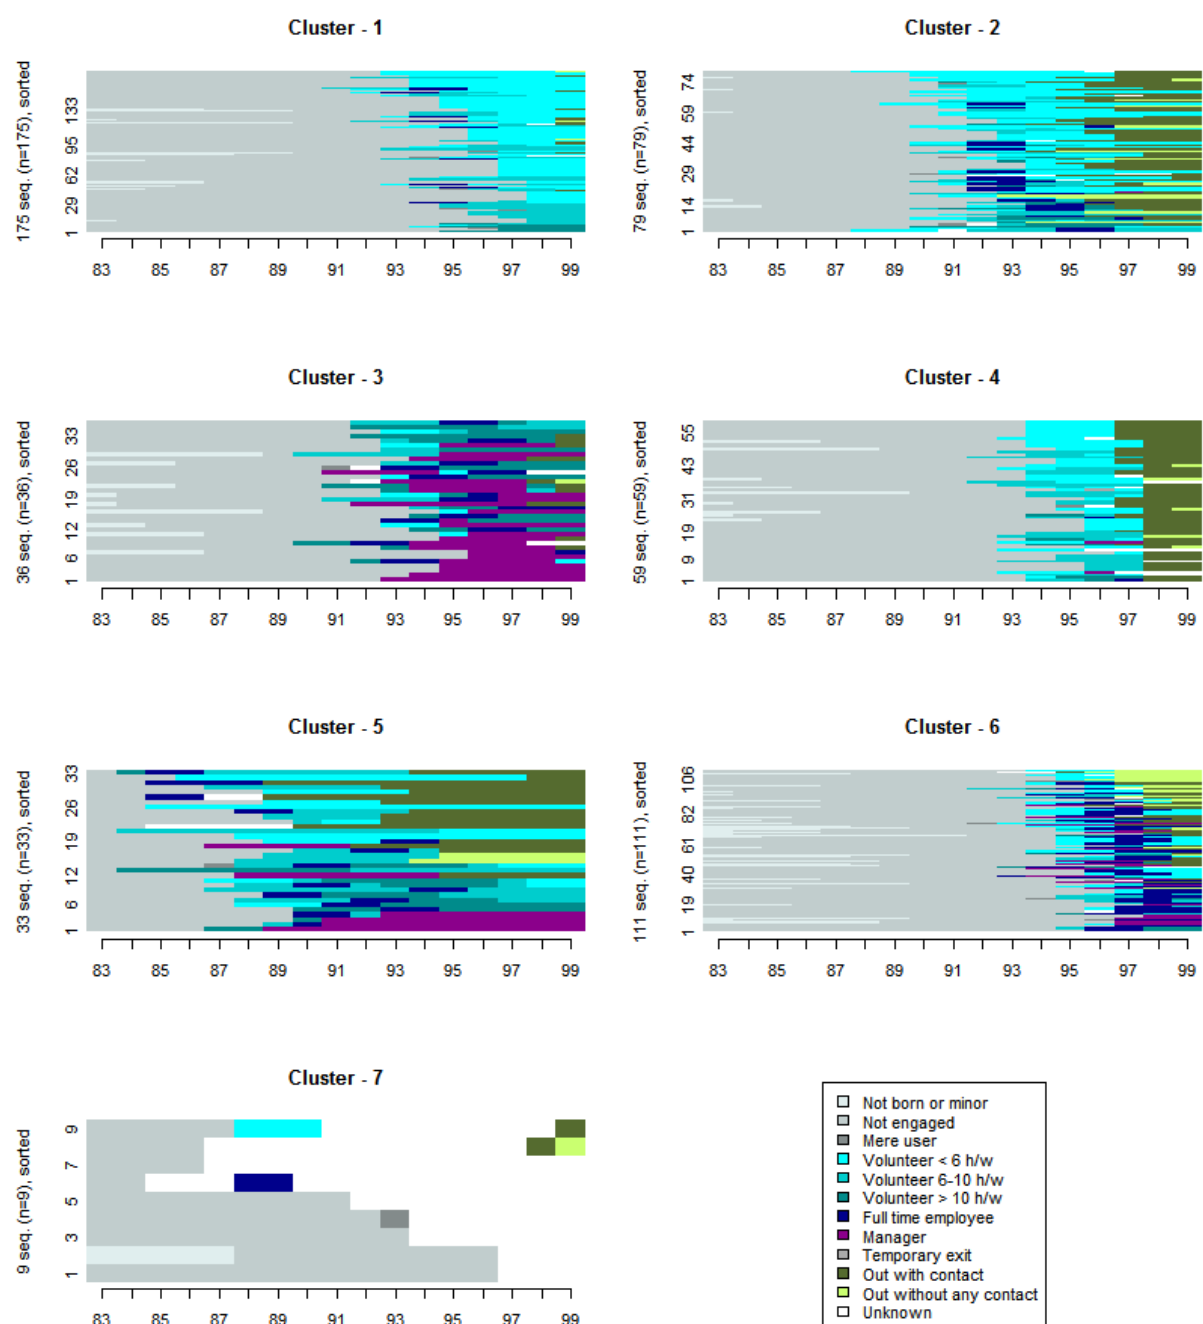 Cluster - 1
175 seq. (n=175), sorted
133
95
62
29
1
83 85 87 89 91 93 95 97 99
Cluster - 2
79 seq. (n=79), sorted
74
59
44
29
14
1
83 85 87 89 91 93 95 97 99
Cluster - 3
36 seq. (n=36), sorted
33
26
19
12
6
1
83 85 87 89 91 93 95 97 99
Cluster - 4
59 seq. (n=59), sorted
55
43
31
19
9
1
83 85 87 89 91 93 95 97 99
Cluster - 5
33 seq. (n=33), sorted
33
26
19
12
6
1
83 85 87 89 91 93 95 97 99
Cluster - 6
111 seq. (n=111), sorted
106
82
61
40
19
1
83 85 87 89 91 93 95 97 99
Cluster - 7
9 seq. (n=9), sorted
9
7
5
3
1
83 85 87 89 91 93 95 97 99
Not born or minor
Not engaged
Mere user
Volunteer < 6 h/w
Volunteer 6-10 h/w
Volunteer > 10 h/w
Full time employee
Manager
Temporary exit
Out with contact
Out without any contact
Unknown